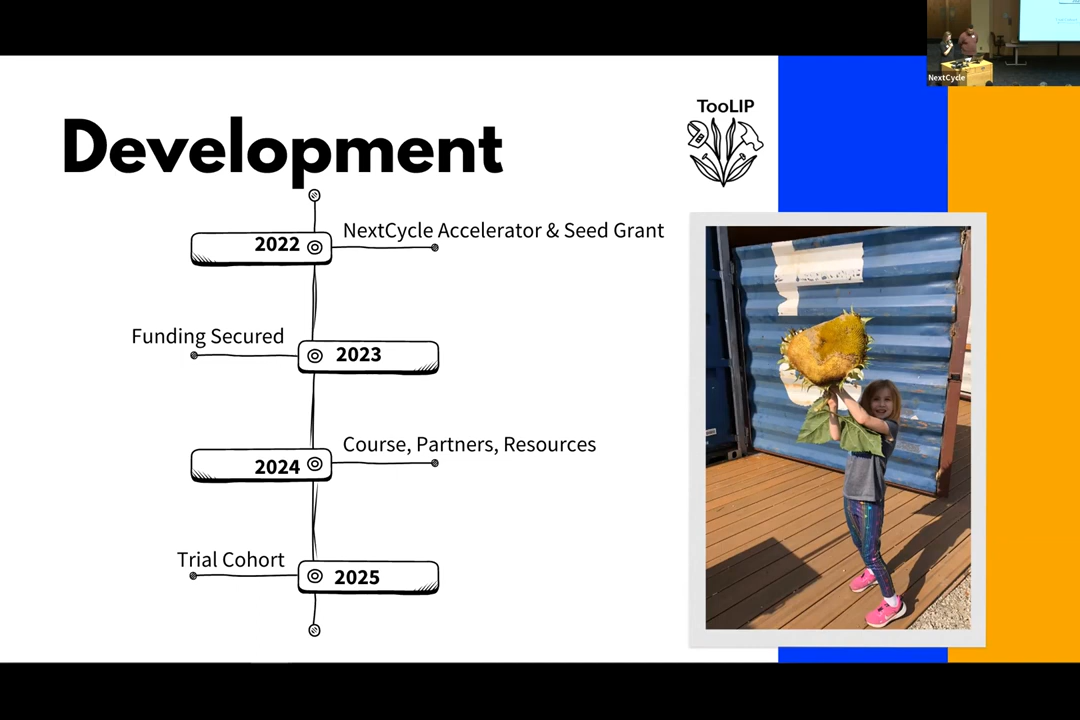 NextCycle
TooLIP
Development
2022
NextCycle Accelerator & Seed Grant
Funding Secured
2023
Course, Partners, Resources
2024
Trial Cohort
2025